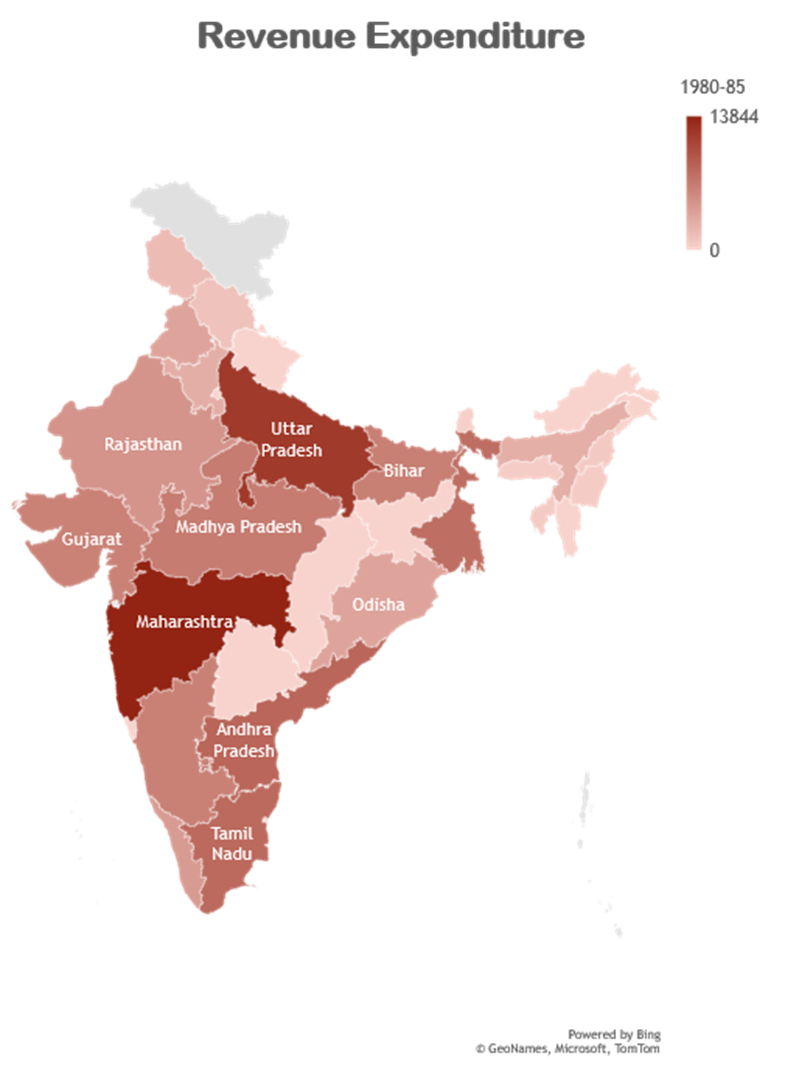 Revenue Expenditure
1980-85
13844
0
Uttar
Pradesh
Rajasthan
Bihar
Madhya Pradesh
Gujarat
Odisha
Maharashtra
Andhra
Pradesh
Tamil
Nadu
Powered by Bing
© GeoNames, Microsoft, TomTom